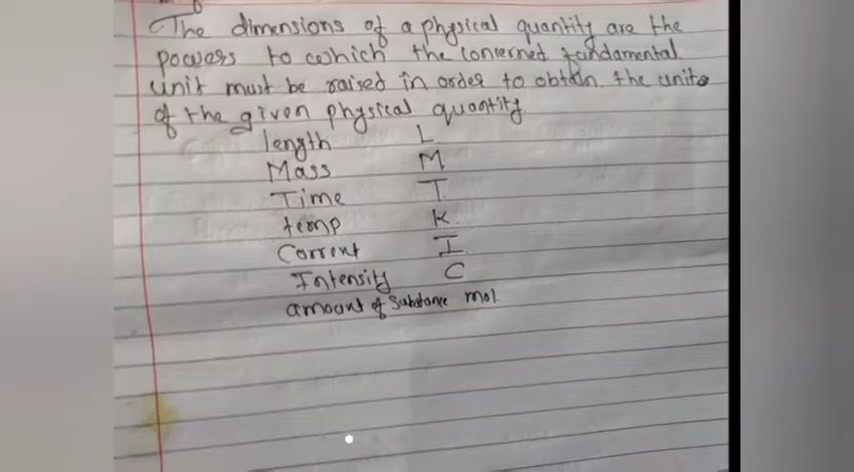 The dimensions of a physical quantity are the
powers to which the concerned fundamental
unit must be raised in order to obtain the units
of the given physical quantity
length L
Mass M
Time T
temp K
Current I
Intensity C
amount of substance mol.